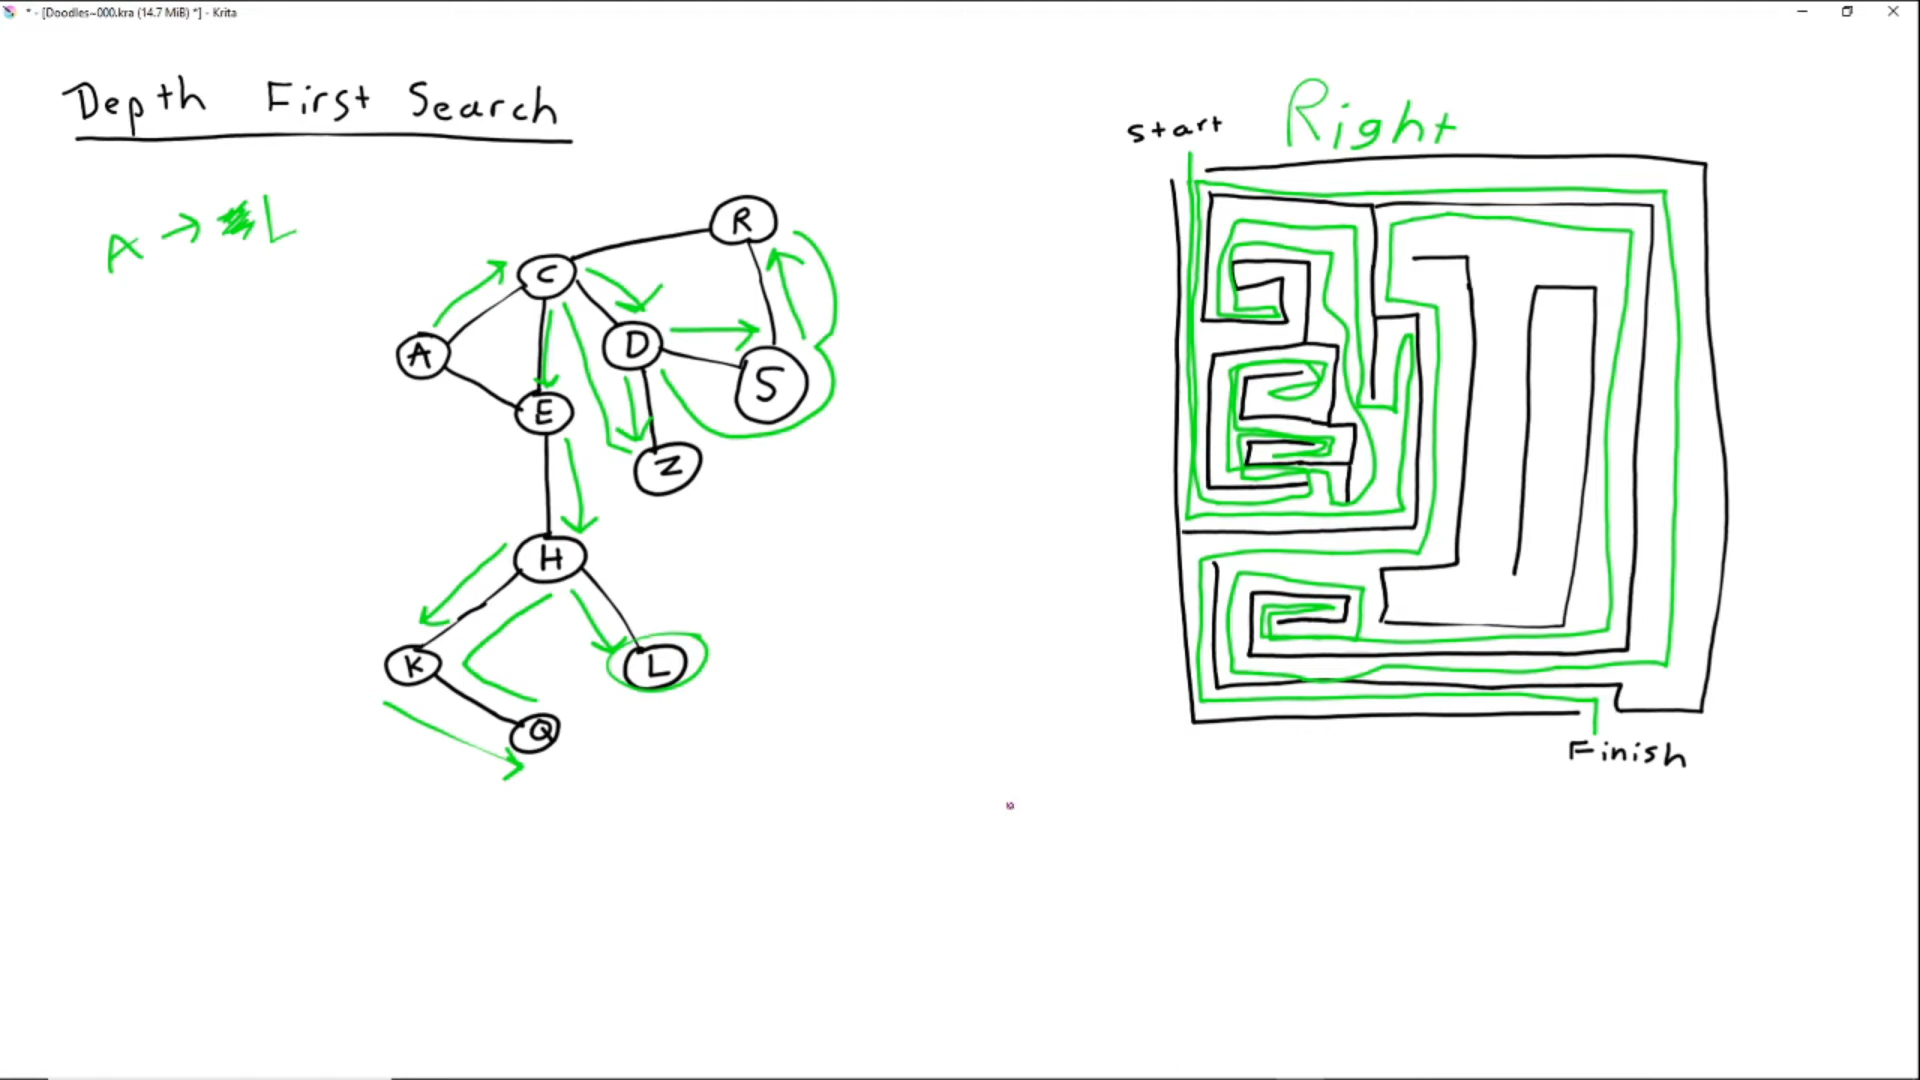 * - [Doodles~000.kra (14.7 MiB) *] - Krita
Depth First Search
A → L
Right
start
R
C
D
A
S
E
Z
H
K
L
Q
Finish